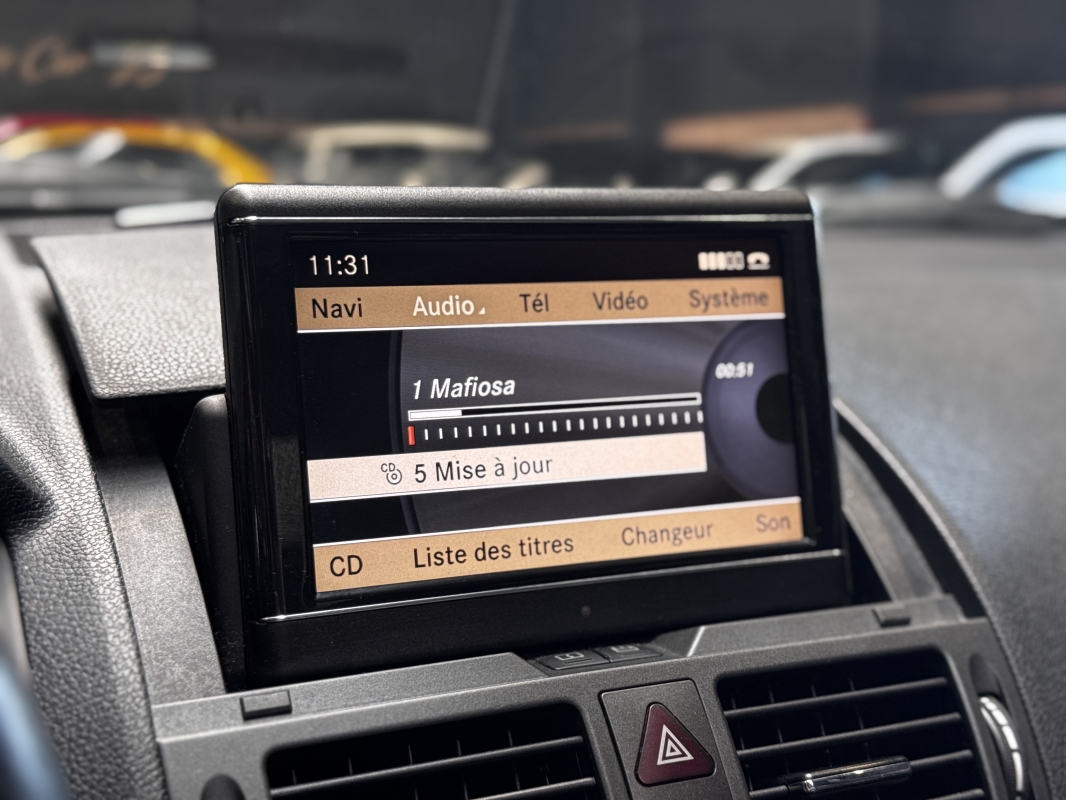 11:31
Navi Audio Tél Vidéo Système
00:51
1 Mafiosa
CD 5 Mise à jour
CD Liste des titres Changeur Son